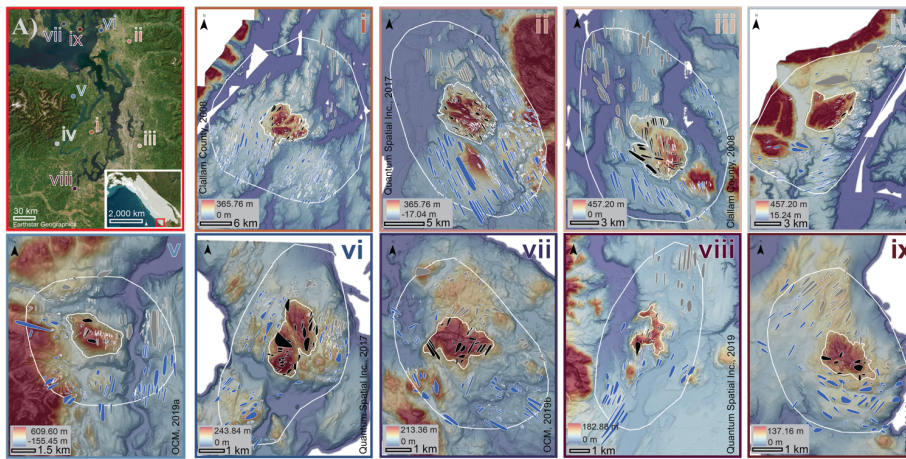 A)
vii
ix
vi
ii
v
i
iv
iii
viii
30 km
Earthstar Geographics
2,000 km
i
Clallam County, 2008
365.76 m
0 m
6 km
ii
Quantum Spatial Inc., 2017
365.76 m
-17.04 m
5 km
iii
Clallam County, 2008
457.20 m
0 m
3 km
iv
457.20 m
15.24 m
3 km
v
OCM, 2019a
609.60 m
-155.45 m
1.5 km
vi
Quantum Spatial Inc., 2017
243.84 m
0 m
1 km
vii
OCM, 2019b
213.36 m
0 m
1 km
viii
Quantum Spatial Inc., 2019
182.88 m
0 m
1 km
ix
137.16 m
0 m
1 km